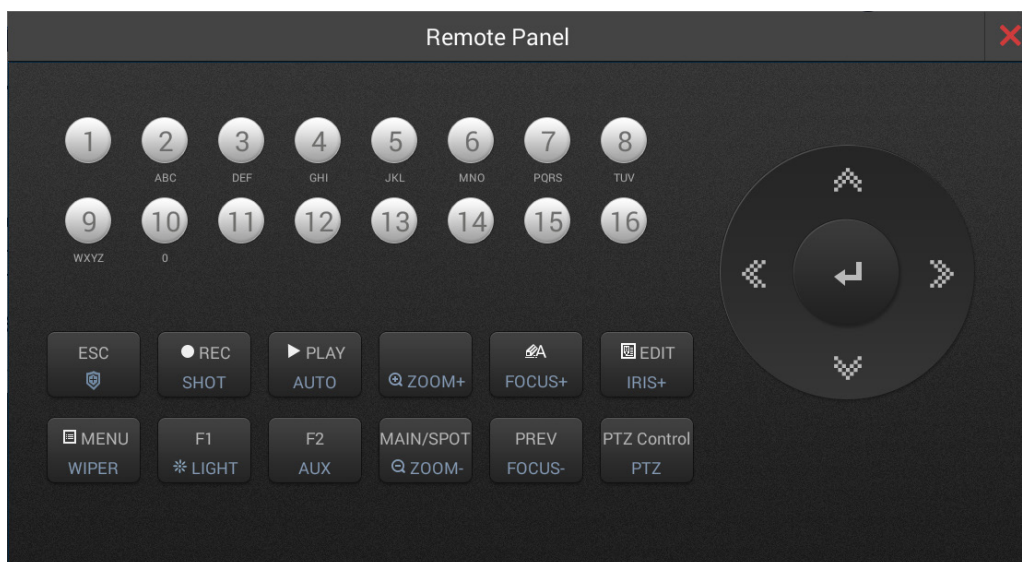 Remote Panel
1 2 3 4 5 6 7 8
ABC DEF GHI JKL MNO PQRS TUV
9 10 11 12 13 14 15 16
WXYZ 0
ESC REC PLAY A EDIT
SHOT AUTO ZOOM+ FOCUS+ IRIS+
MENU F1 F2 MAIN/SPOT PREV PTZ Control
WIPER LIGHT AUX ZOOM- FOCUS- PTZ